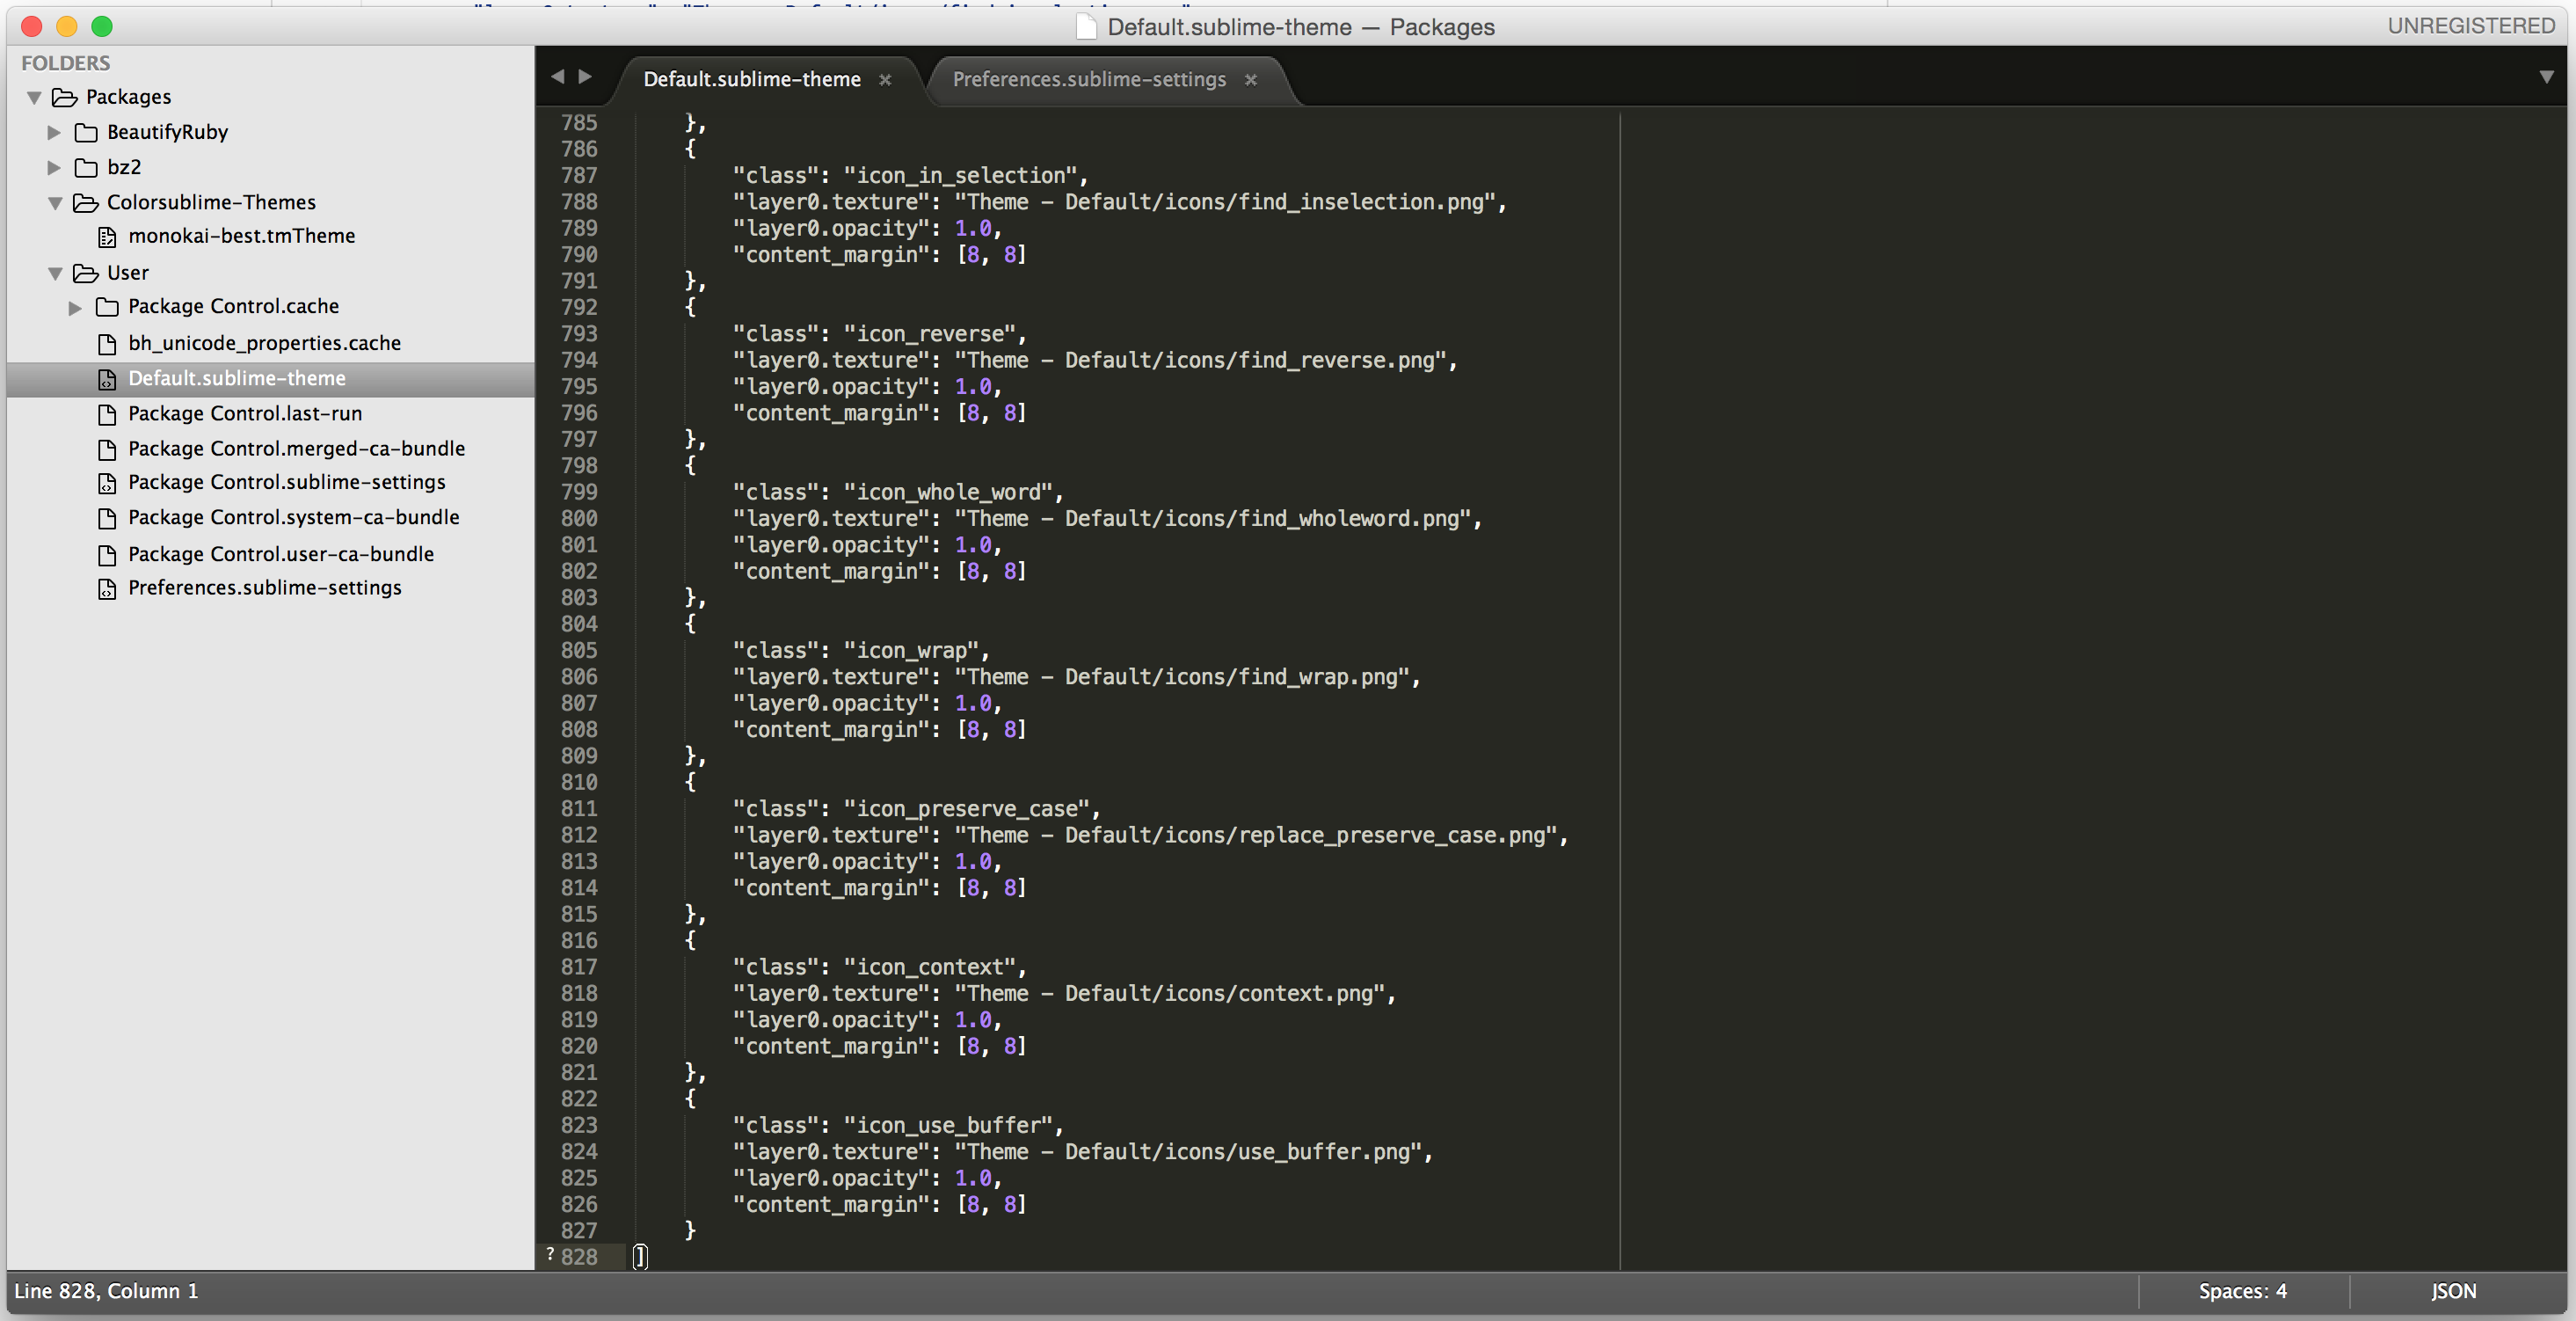 Default.sublime-theme — Packages
UNREGISTERED
FOLDERS
Packages
BeautifyRuby
bz2
Colorsublime-Themes
monokai-best.tmTheme
User
Package Control.cache
bh_unicode_properties.cache
Default.sublime-theme
Package Control.last-run
Package Control.merged-ca-bundle
Package Control.sublime-settings
Package Control.system-ca-bundle
Package Control.user-ca-bundle
Preferences.sublime-settings
Default.sublime-theme × Preferences.sublime-settings ×
785 },
786 {
787 "class": "icon_in_selection",
788 "layer0.texture": "Theme - Default/icons/find_inselection.png",
789 "layer0.opacity": 1.0,
790 "content_margin": [8, 8]
791 },
792 {
793 "class": "icon_reverse",
794 "layer0.texture": "Theme - Default/icons/find_reverse.png",
795 "layer0.opacity": 1.0,
796 "content_margin": [8, 8]
797 },
798 {
799 "class": "icon_whole_word",
800 "layer0.texture": "Theme - Default/icons/find_wholeword.png",
801 "layer0.opacity": 1.0,
802 "content_margin": [8, 8]
803 },
804 {
805 "class": "icon_wrap",
806 "layer0.texture": "Theme - Default/icons/find_wrap.png",
807 "layer0.opacity": 1.0,
808 "content_margin": [8, 8]
809 },
810 {
811 "class": "icon_preserve_case",
812 "layer0.texture": "Theme - Default/icons/replace_preserve_case.png",
813 "layer0.opacity": 1.0,
814 "content_margin": [8, 8]
815 },
816 {
817 "class": "icon_context",
818 "layer0.texture": "Theme - Default/icons/context.png",
819 "layer0.opacity": 1.0,
820 "content_margin": [8, 8]
821 },
822 {
823 "class": "icon_use_buffer",
824 "layer0.texture": "Theme - Default/icons/use_buffer.png",
825 "layer0.opacity": 1.0,
826 "content_margin": [8, 8]
827 }
? 828 ]
Line 828, Column 1
Spaces: 4
JSON